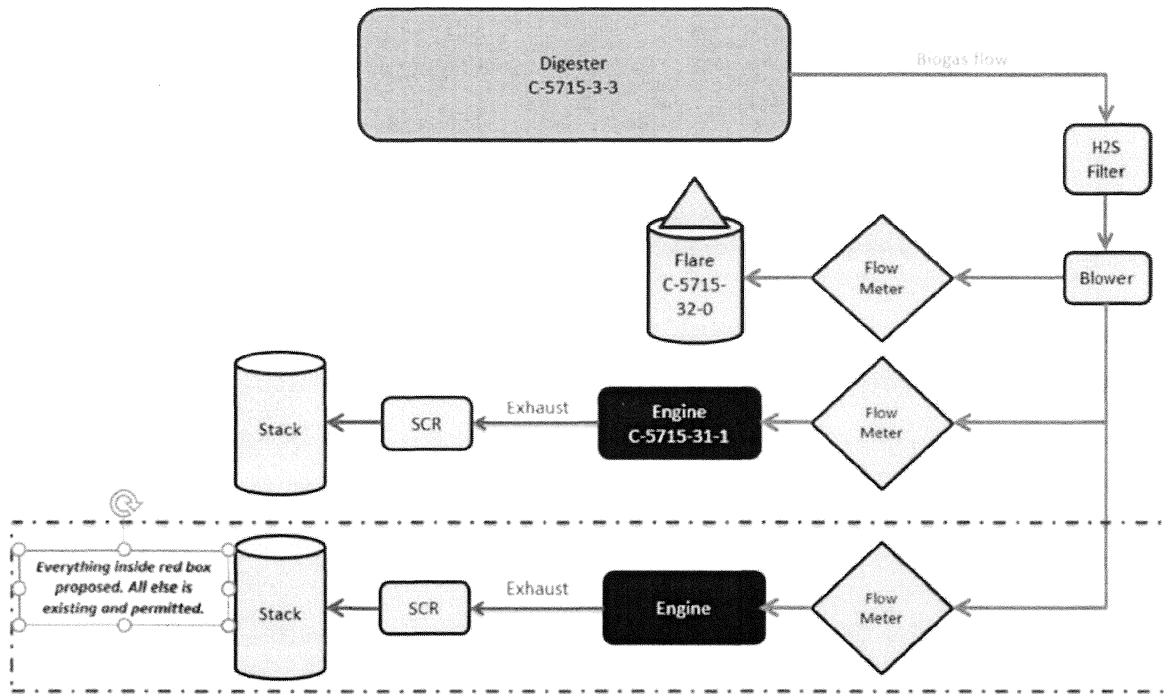 Digester
C-5715-3-3
Biogas flow
H2S
Filter
Blower
Flow
Meter
Flare
C-5715-
32-0
Flow
Meter
Engine
C-5715-31-1
Exhaust
SCR
Stack
Everything inside red box
proposed. All else is
existing and permitted.
Stack
SCR
Exhaust
Engine
Flow
Meter